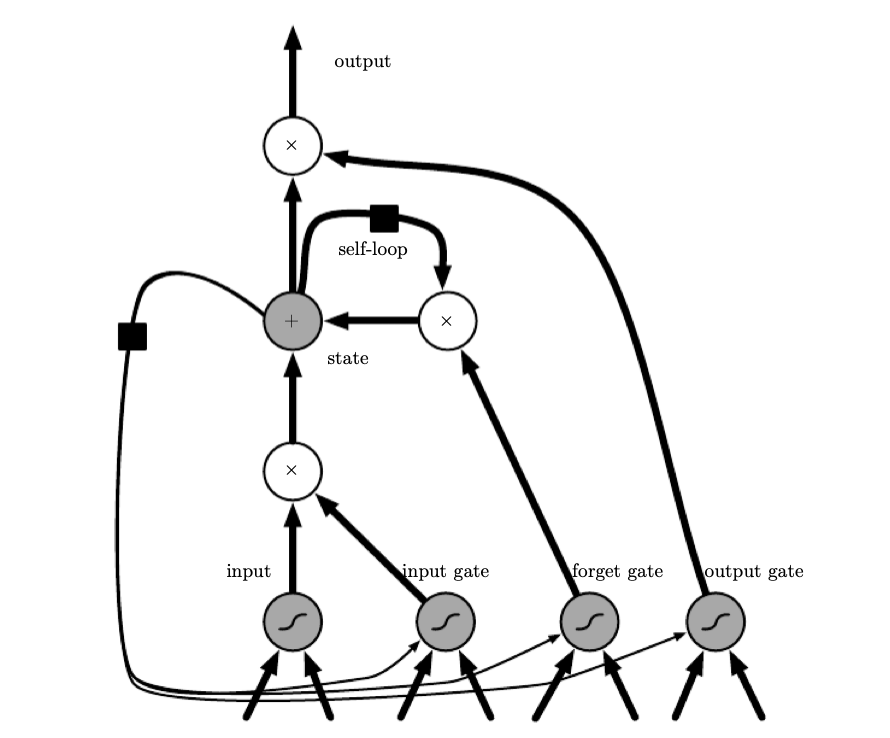 output
×
self-loop
+
×
state
×
input
input gate
forget gate
output gate